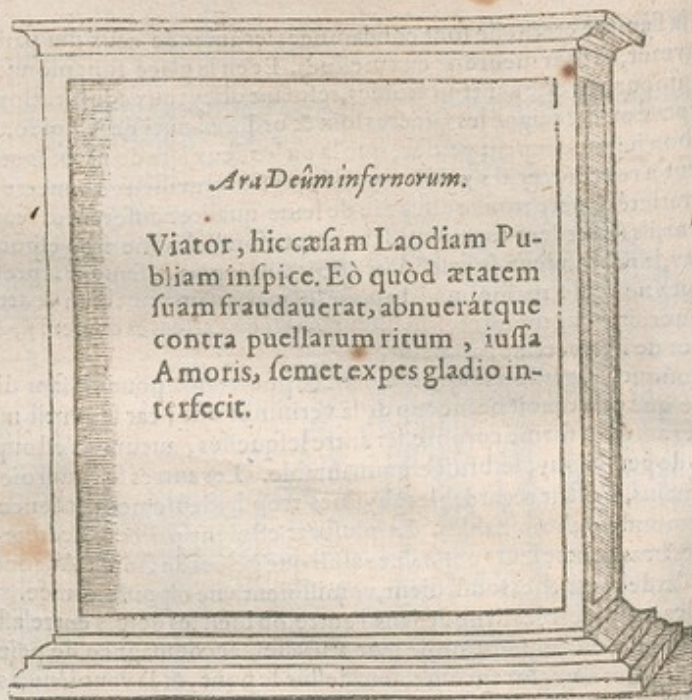 Ara Deûm infernorum.
Viator, hic cæsam Laodiam Pu-
bliam inſpice. Eò quòd ætatem
ſuam fraudauerat, abnuerátque
contra puellarum ritum, iuſſa
Amoris, ſemet expes gladio in-
terfecit.